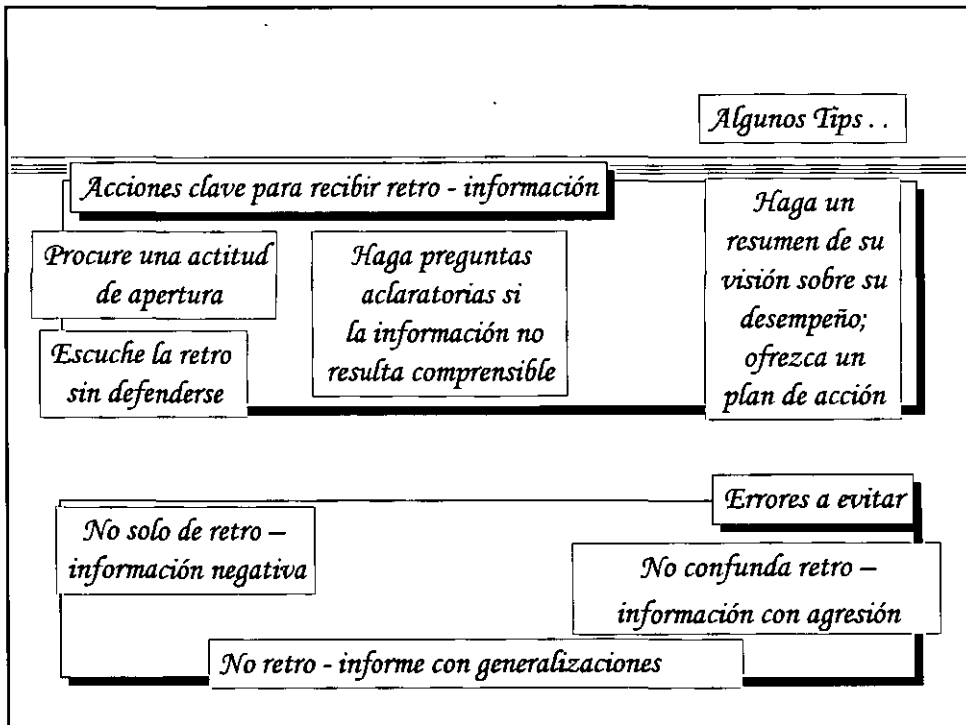 Algunos Tips . .
Acciones clave para recibir retro - información
Procure una actitud
de apertura
Escuche la retro
sin defenderse
Haga preguntas
aclaratorias si
la información no
resulta comprensible
Haga un
resumen de su
visión sobre su
desempeño;
ofrezca un
plan de acción
Errores a evitar
No solo de retro –
información negativa
No confunda retro –
información con agresión
No retro - informe con generalizaciones